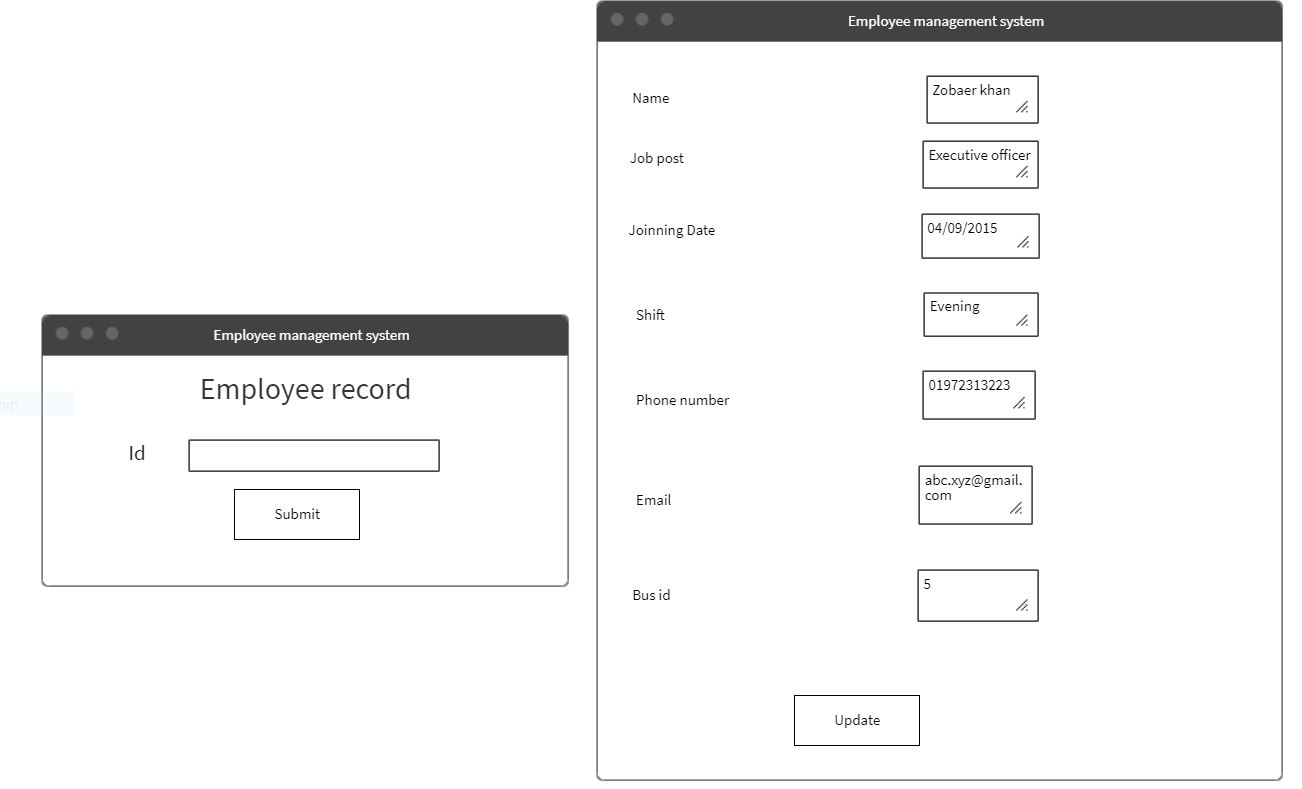 Employee management system
Employee record
Id
Submit
Employee management system
Name
Zobaer khan
Job post
Executive officer
Joinning Date
04/09/2015
Shift
Evening
Phone number
01972313223
Email
abc.xyz@gmail.
com
Bus id
5
Update